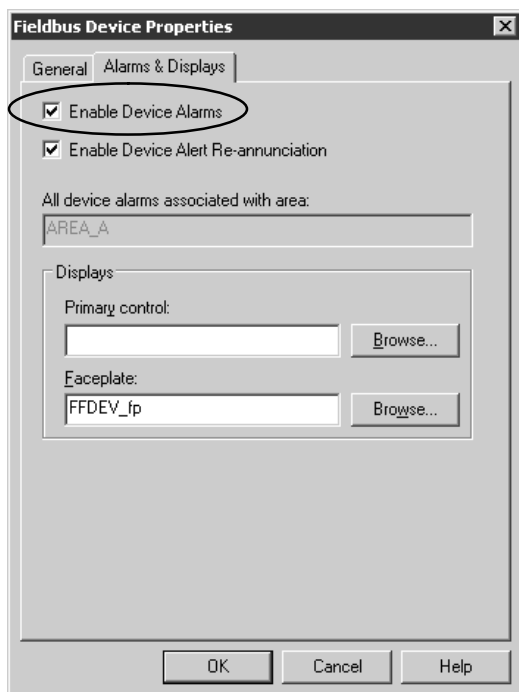 Fieldbus Device Properties
General
Alarms & Displays
Enable Device Alarms
Enable Device Alert Re-annunciation
All device alarms associated with area:
AREA_A
Displays
Primary control:
Browse...
Faceplate:
FFDEV_fp
Browse...
OK
Cancel
Help